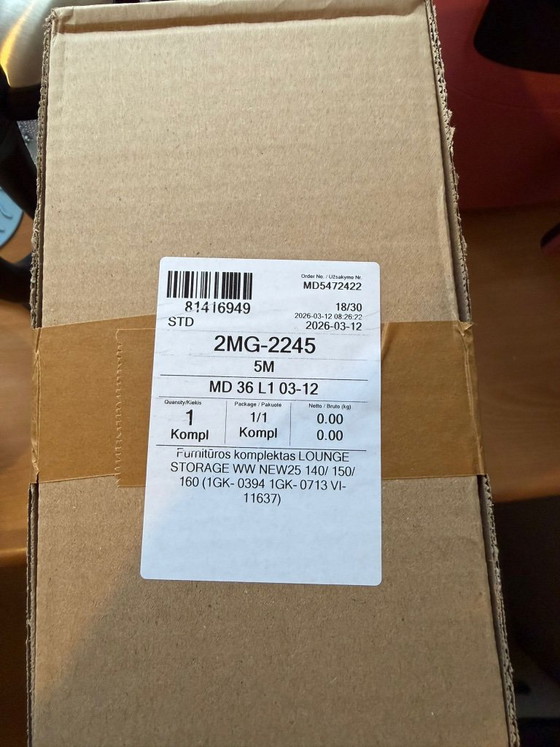 Order No. / Užsakymo Nr.
MD5472422
81416949
18/30
STD
2026-03-12 08:26:22
2026-03-12
2MG-2245
5M
MD 36 L1 03-12
Quantity/Kiekis
Package / Pakuotė
Netto / Bruto (kg)
1
1/1
0.00
Kompl
Kompl
0.00
Furnitūros komplektas LOUNGE
STORAGE WW NEW25 140/ 150/
160 (1GK- 0394 1GK- 0713 VI-
11637)